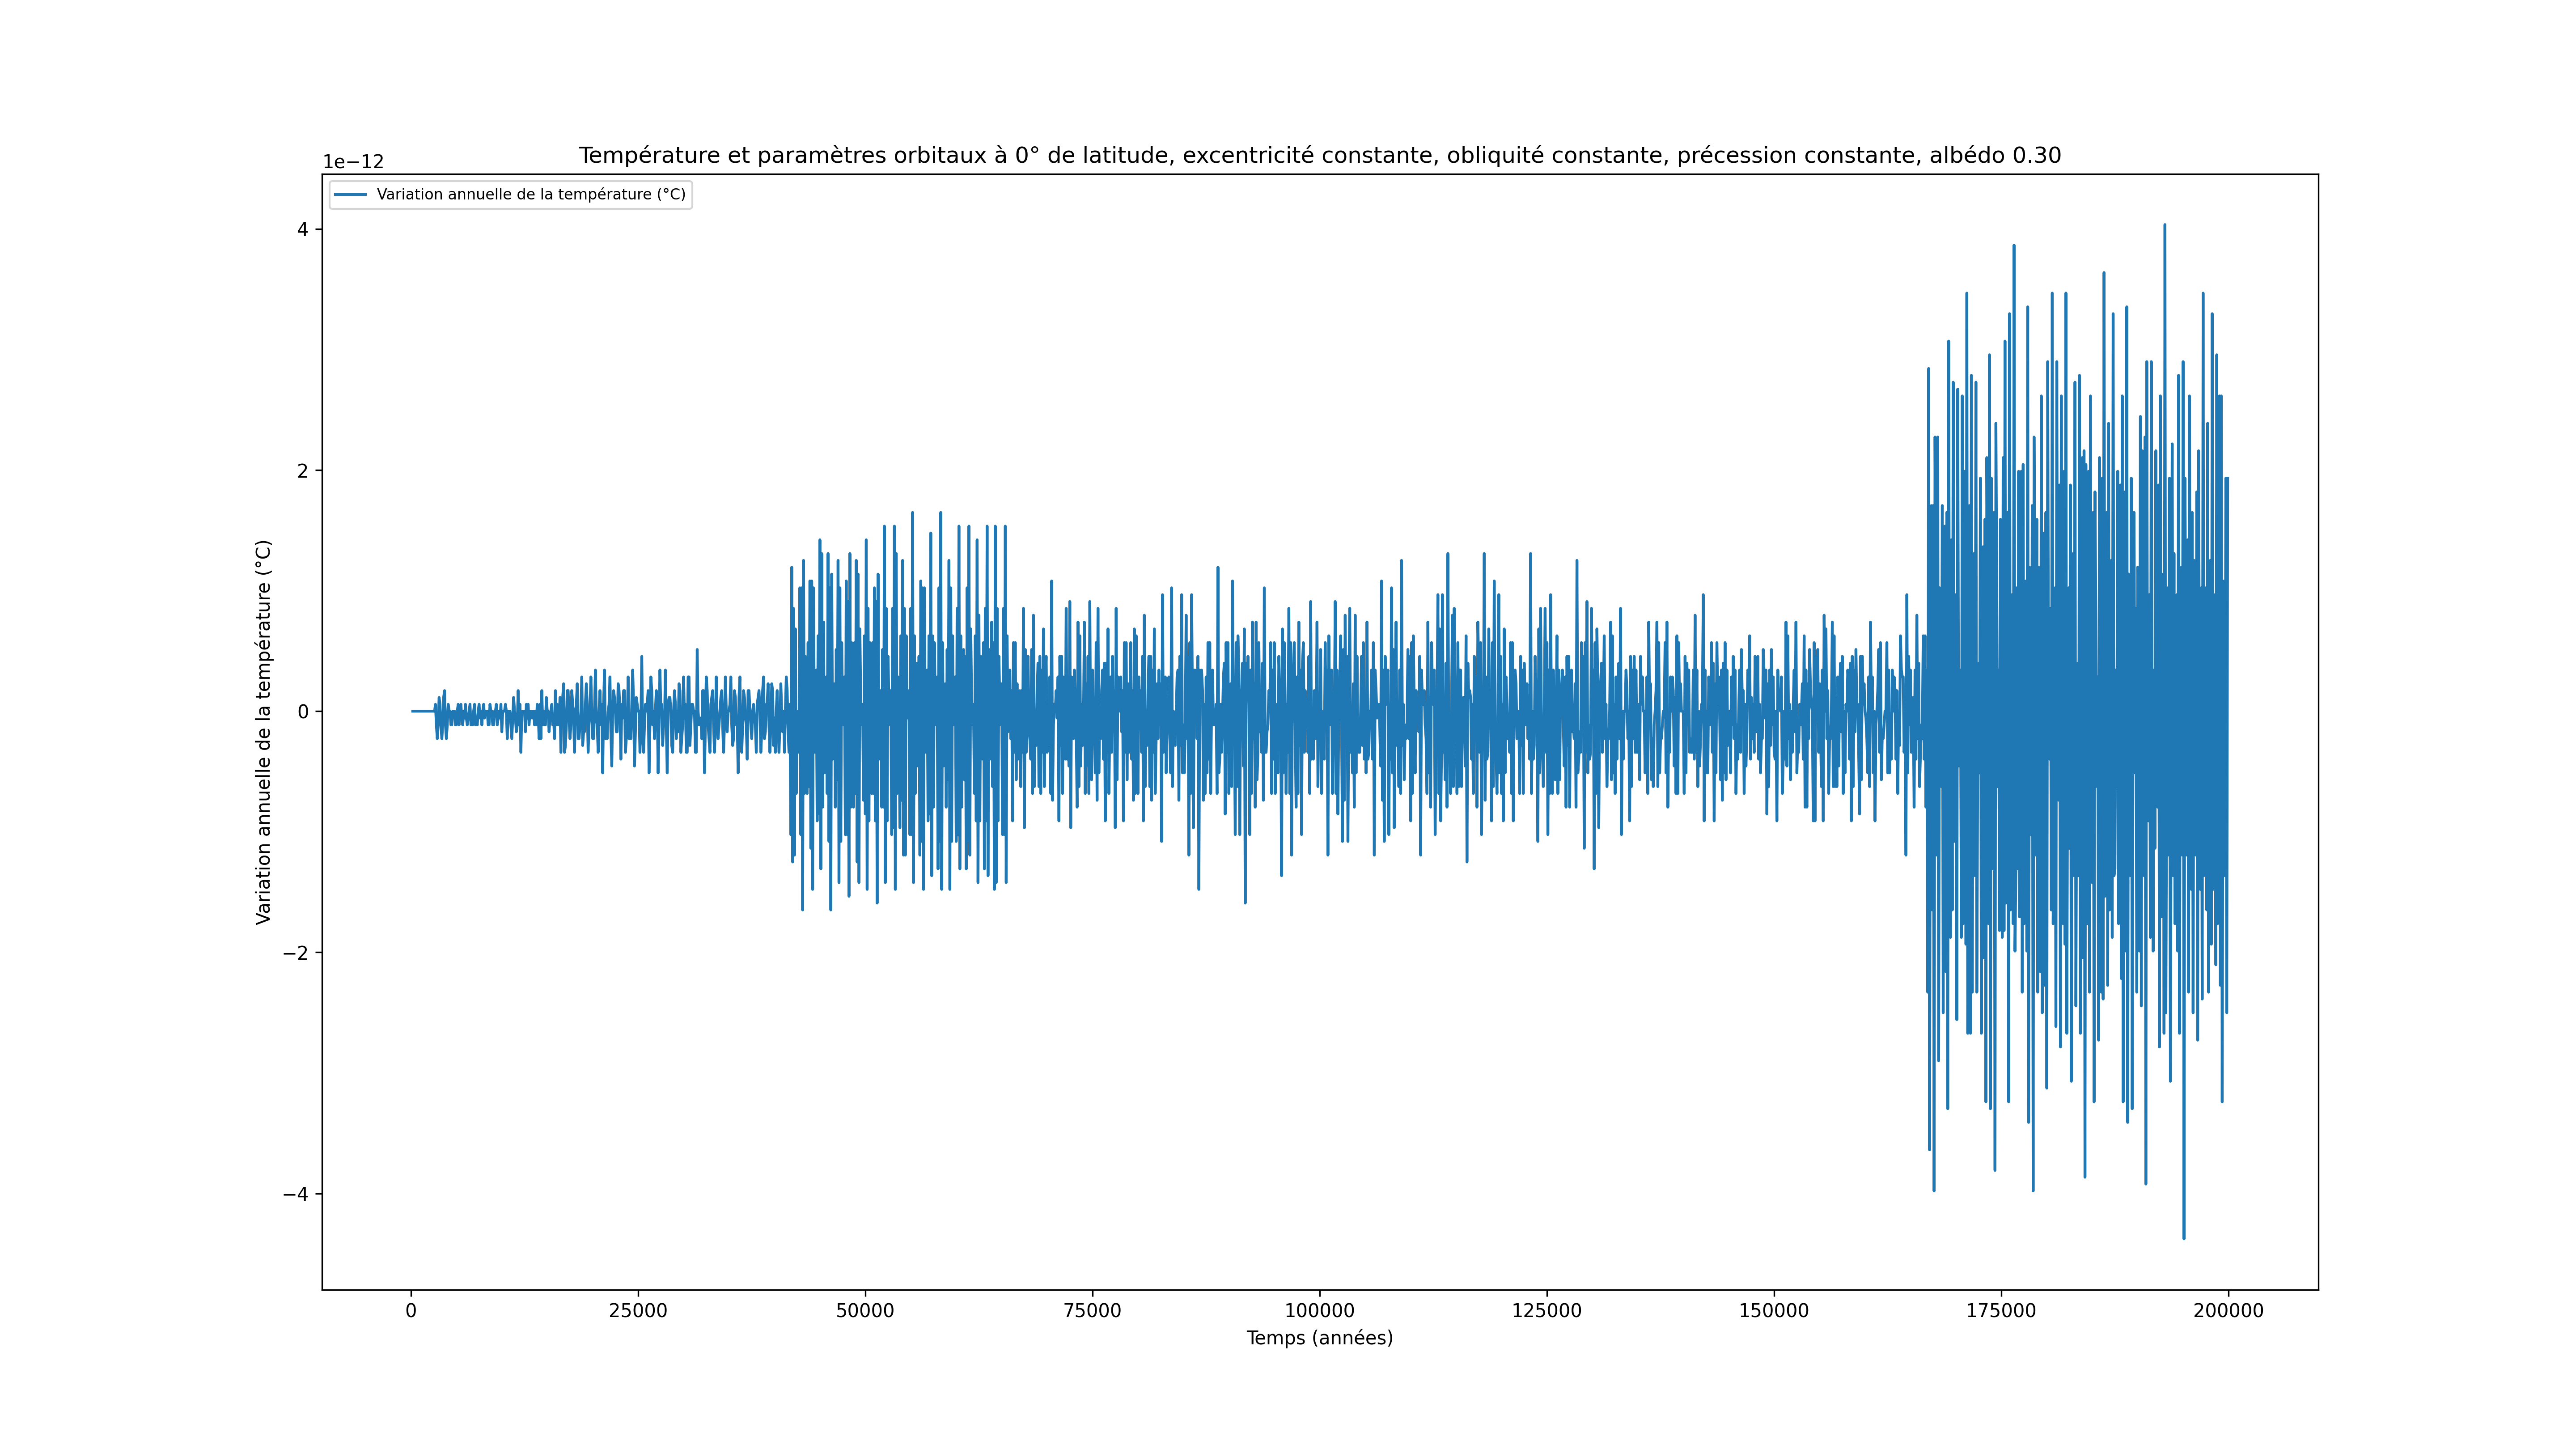 Température et paramètres orbitaux à 0° de latitude, excentricité constante, obliquité constante, précession constante, albédo 0.30
1e−12
Variation annuelle de la température (°C)
4
2
0
−2
−4
Variation annuelle de la température (°C)
0 25000 50000 75000 100000 125000 150000 175000 200000
Temps (années)